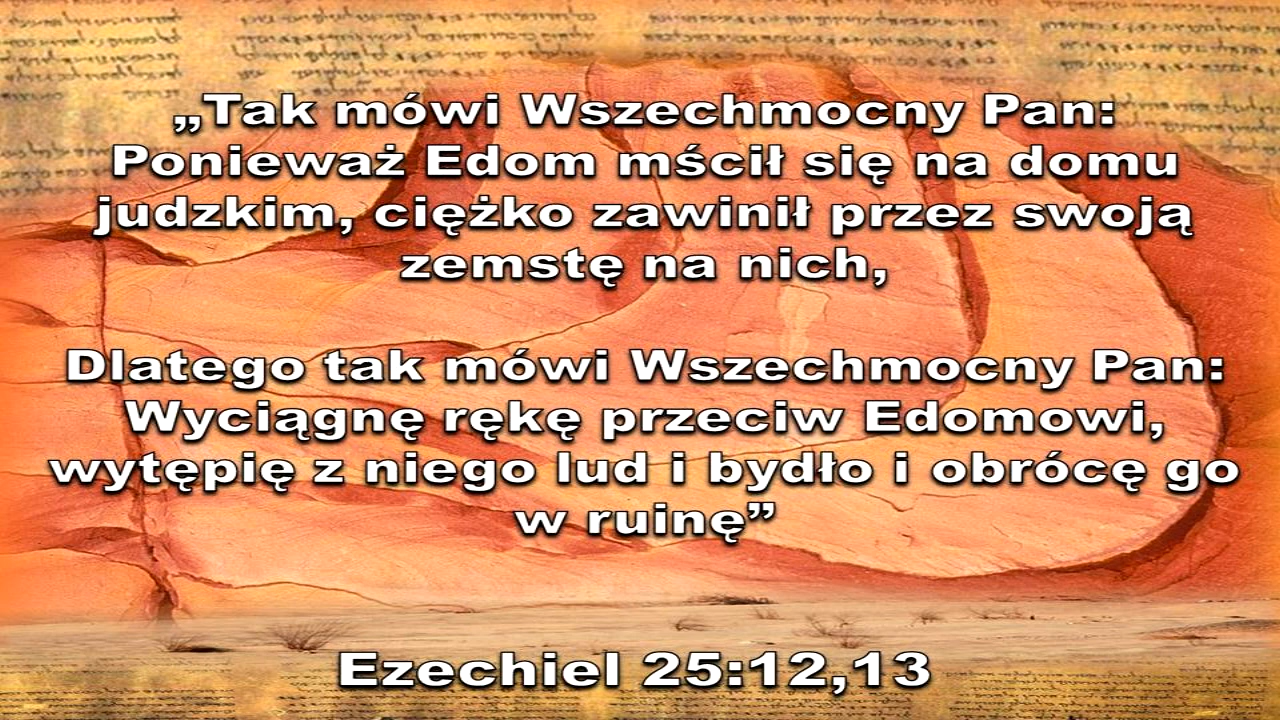 „Tak mówi Wszechmocny Pan:
Ponieważ Edom mścił się na domu
judzkim, ciężko zawinił przez swoją
zemstę na nich,
Dlatego tak mówi Wszechmocny Pan:
Wyciągnę rękę przeciw Edomowi,
wytępię z niego lud i bydło i obrócę go
w ruinę”
Ezechiel 25:12,13